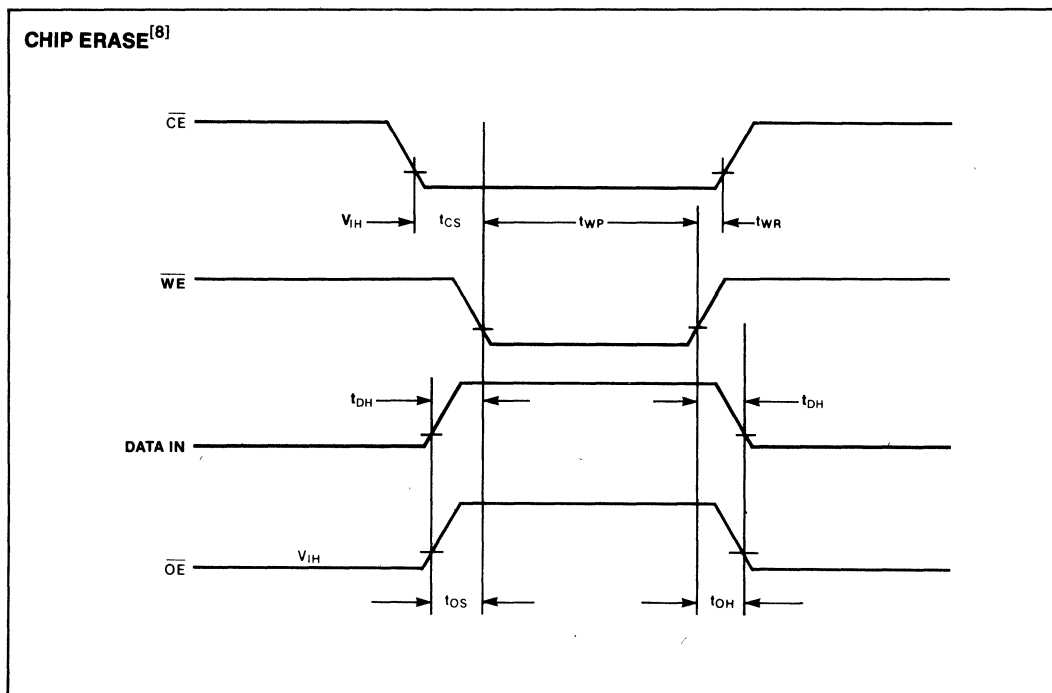 CHIP ERASE[8]
CE
VIH
tCS
tWP
tWR
WE
tDH
tDH
DATA IN
VIH
OE
tOS
tOH